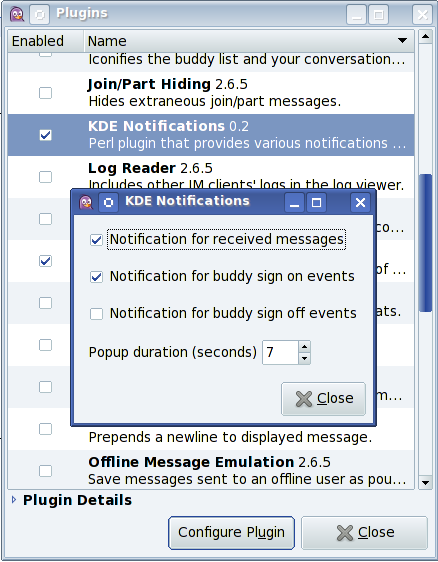 Plugins
Enabled Name
Iconifies the buddy list and your conversation...
Join/Part Hiding 2.6.5
Hides extraneous join/part messages.
KDE Notifications 0.2
Perl plugin that provides various notifications ...
Log Reader 2.6.5
Includes other IM clients' logs in the log viewer.
KDE Notifications
co...
Notification for received messages
of ...
Notification for buddy sign on events
ats.
Notification for buddy sign off events
Popup duration (seconds) 7
m...
Close
Prepends a newline to displayed message.
Offline Message Emulation 2.6.5
Save messages sent to an offline user as pou...
Plugin Details
Configure Plugin Close